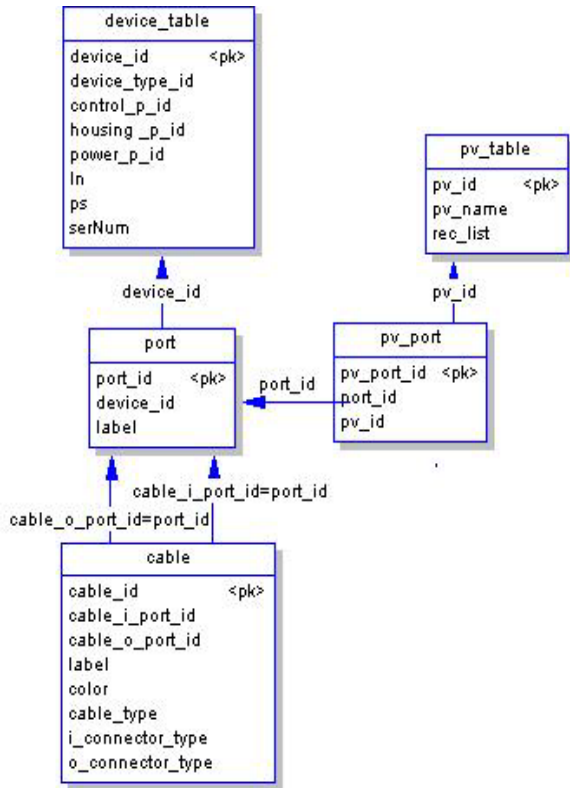 device_table
device_id <pk>
device_type_id
control_p_id
housing _p_id
power_p_id
ln
ps
serNum
pv_table
pv_id <pk>
pv_name
rec_list
device_id
pv_id
port
port_id <pk>
device_id
label
port_id
pv_port
pv_port_id <pk>
port_id
pv_id
cable_i_port_id=port_id
cable_o_port_id=port_id
cable
cable_id <pk>
cable_i_port_id
cable_o_port_id
label
color
cable_type
i_connector_type
o_connector_type